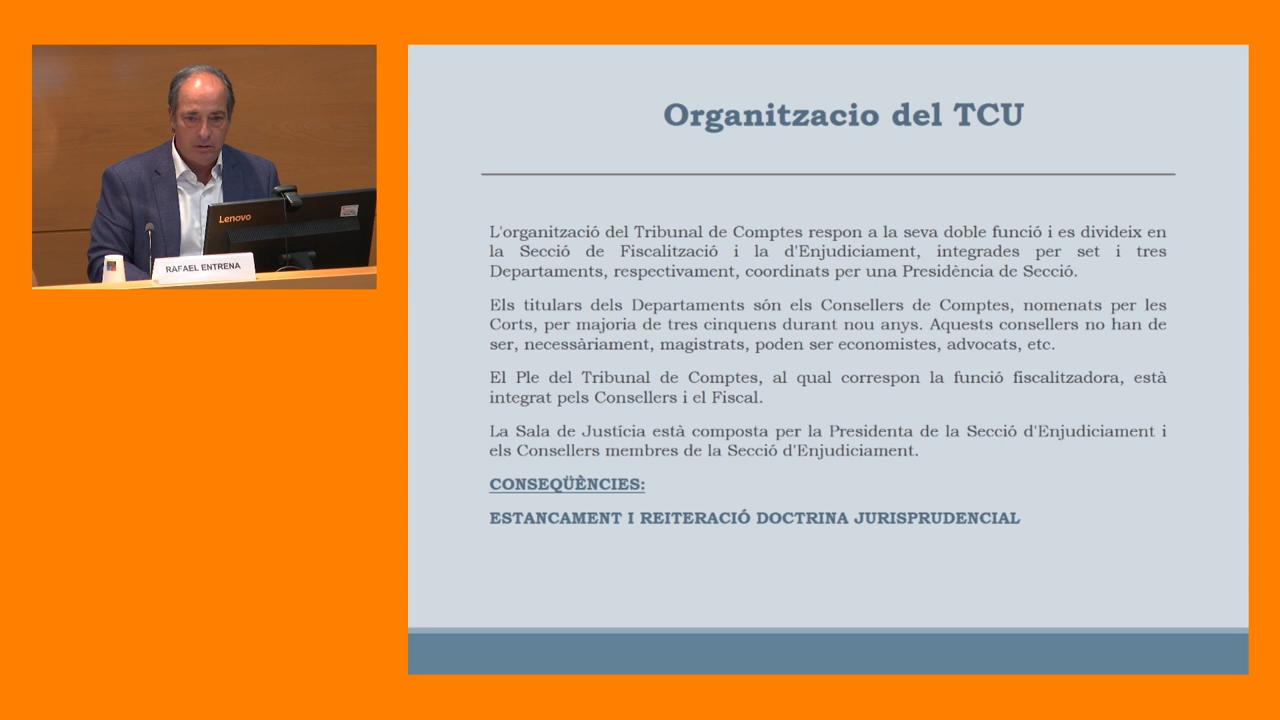 Lenovo
RAFAEL ENTRENA
Organitzacio del TCU
L'organització del Tribunal de Comptes respon a la seva doble funció i es divideix en
la Secció de Fiscalització i la d'Enjudiciament, integrades per set i tres
Departaments, respectivament, coordinats per una Presidència de Secció.
Els titulars dels Departaments són els Consellers de Comptes, nomenats per les
Corts, per majoria de tres cinquens durant nou anys. Aquests consellers no han de
ser, necessàriament, magistrats, poden ser economistes, advocats, etc.
El Ple del Tribunal de Comptes, al qual correspon la funció fiscalitzadora, està
integrat pels Consellers i el Fiscal.
La Sala de Justícia està composta per la Presidenta de la Secció d'Enjudiciament i
els Consellers membres de la Secció d'Enjudiciament.
CONSEQÜÈNCIES:
ESTANCAMENT I REITERACIÓ DOCTRINA JURISPRUDENCIAL